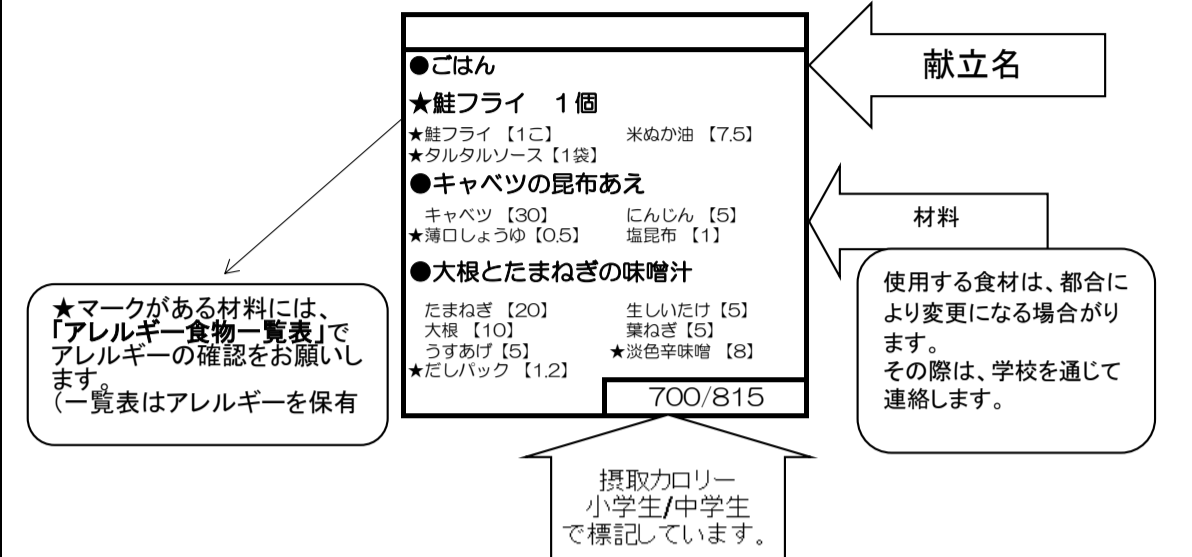 ●ごはん
★鮭フライ　1個
★鮭フライ 【1こ】　米ぬか油 【7.5】
★タルタルソース【1袋】
●キャベツの昆布あえ
キャベツ 【30】　にんじん 【5】
★薄口しょうゆ【0.5】　塩昆布 【1】
●大根とたまねぎの味噌汁
たまねぎ 【20】　生しいたけ【5】
大根 【10】　葉ねぎ【5】
うすあげ【5】　★淡色辛味噌 【8】
★だしパック 【1.2】
700/815
献立名
材料
使用する食材は、都合に
より変更になる場合がり
ます。
その際は、学校を通じて
連絡します。
★マークがある材料には、
「アレルギー食物一覧表」で
アレルギーの確認をお願いし
ます。
（一覧表はアレルギーを保有
摂取カロリー
小学生/中学生
で標記しています。